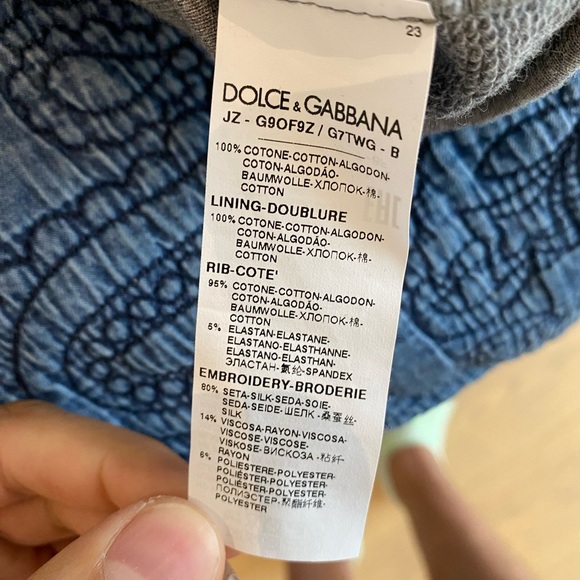 23
DOLCE & GABBANA
JZ - G9OF9Z / G7TWG - B
100% COTONE-COTTON-ALGODON-
COTON-ALGODÃO-
BAUMWOLLE-ХЛОПОК-棉-
COTTON
LINING-DOUBLURE
100% COTONE-COTTON-ALGODON-
COTON-ALGODÃO-
BAUMWOLLE-ХЛОПОК-棉-
COTTON
RIB-COTE'
95% COTONE-COTTON-ALGODON-
COTON-ALGODÃO-
BAUMWOLLE-ХЛОПОК-棉-
COTTON
5% ELASTAN-ELASTANE-
ELASTANO-ELASTHANNE-
ELASTANO-ELASTHAN-
ЭЛАСТАН-氨纶-SPANDEX
EMBROIDERY-BRODERIE
80% SETA-SILK-SEDA-SOIE-
SEDA-SEIDE-ШЕЛК-桑蚕丝-
SILK
14% VISCOSA-RAYON-VISCOSA-
VISCOSE-VISCOSE-
VISKOSE-ВИСКОЗА-粘纤-
RAYON
6% POLIESTERE-POLYESTER-
POLIÉSTER-POLYESTER-
POLIÉSTER-POLYESTER-
ПОЛИЭСТЕР-聚酯纤维-
POLYESTER